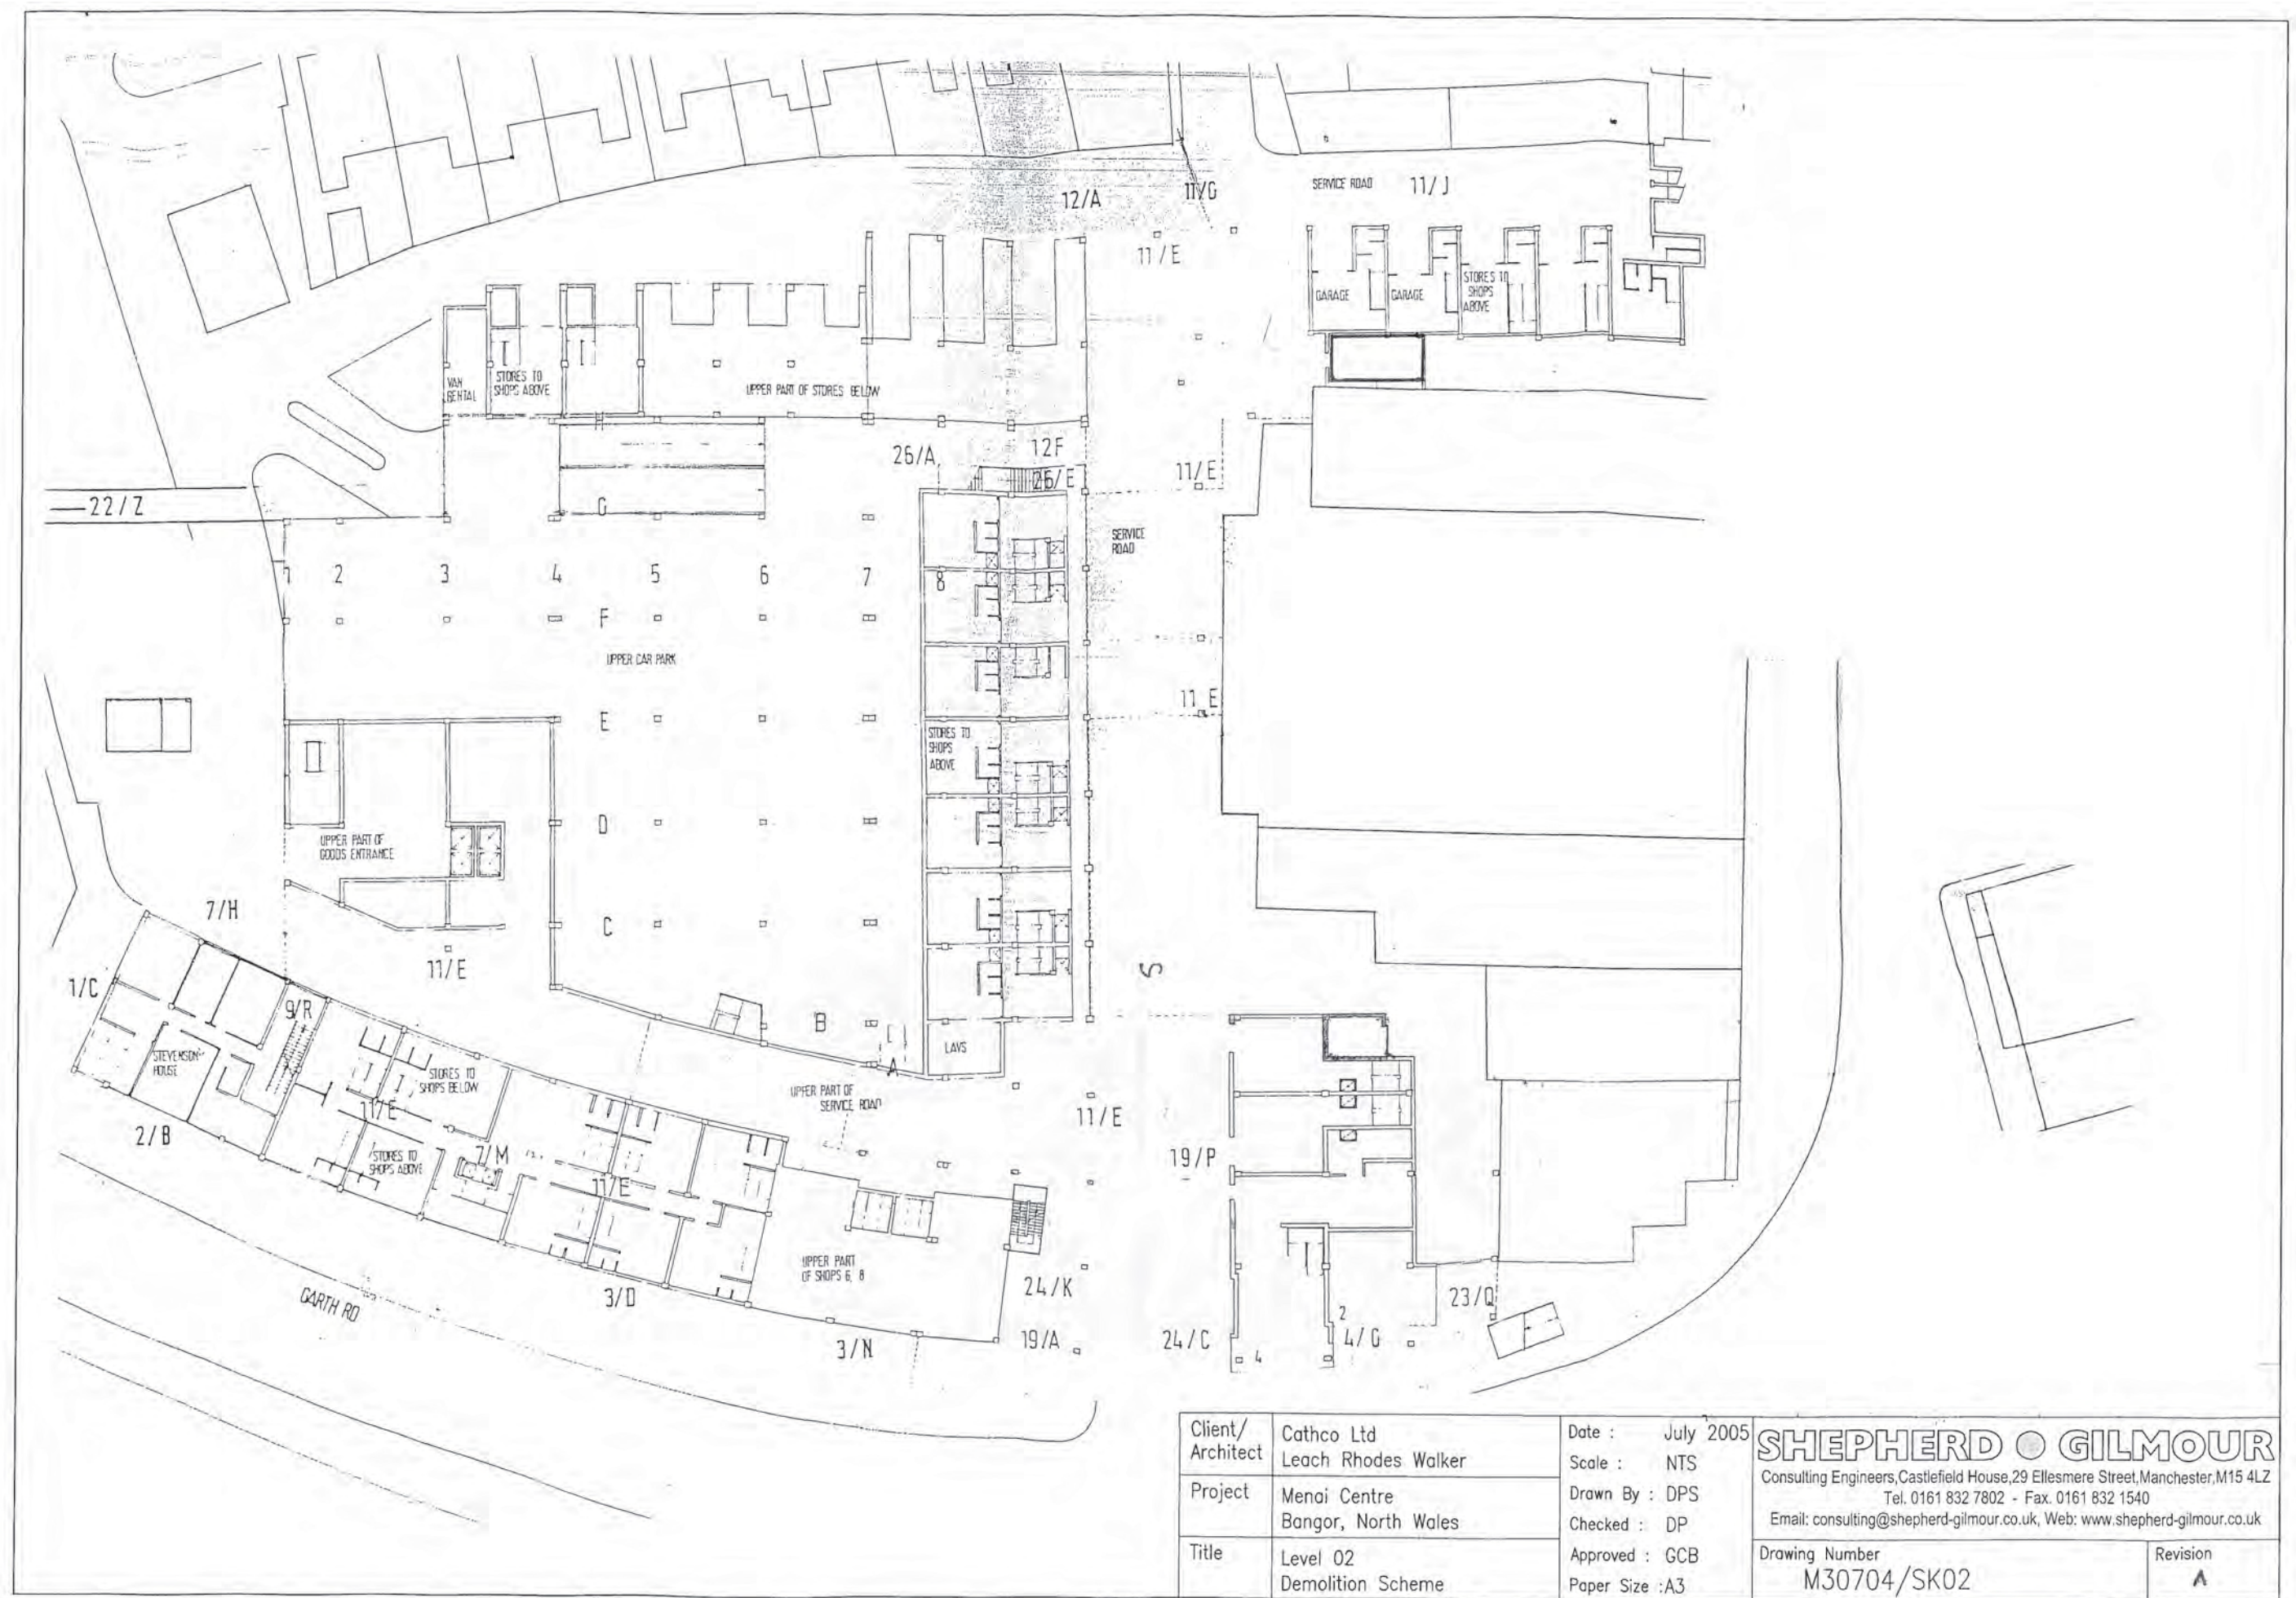 12/A
11/G
SERVICE ROAD
11/J
11/E
GARAGE
GARAGE
STORES TO
SHOPS
ABOVE
VAN
RENTAL
STORES TO
SHOPS ABOVE
UPPER PART OF STORES BELOW
H
26/A
12F
26/E
11/E
22/Z
G
SERVICE
ROAD
1
2
3
4
5
6
7
8
F
UPPER CAR PARK
E
11 E
STORES TO
SHOPS
ABOVE
D
UPPER PART OF
GOODS ENTRANCE
7/H
C
11/E
S
1/C
9/R
B
LAVS
A
STEVENSON
HOUSE
STORES TO
SHOPS BELOW
UPPER PART OF
SERVICE ROAD
11/E
11/E
2/B
STORES TO
SHOPS ABOVE
7/M
19/P
11/E
UPPER PART
OF SHOPS 6, 8
24/K
GARTH RD
3/D
23/Q
2
4/G
3/N
19/A
24/C
4
Client/
Architect
Cathco Ltd
Leach Rhodes Walker
Project
Menai Centre
Bangor, North Wales
Title
Level 02
Demolition Scheme
Date : July 2005
Scale : NTS
Drawn By : DPS
Checked : DP
Approved : GCB
Paper Size :A3
SHEPHERD GILMOUR
Consulting Engineers,Castlefield House,29 Ellesmere Street,Manchester,M15 4LZ
Tel. 0161 832 7802 - Fax. 0161 832 1540
Email: consulting@shepherd-gilmour.co.uk, Web: www.shepherd-gilmour.co.uk
Drawing Number
M30704/SK02
Revision
A